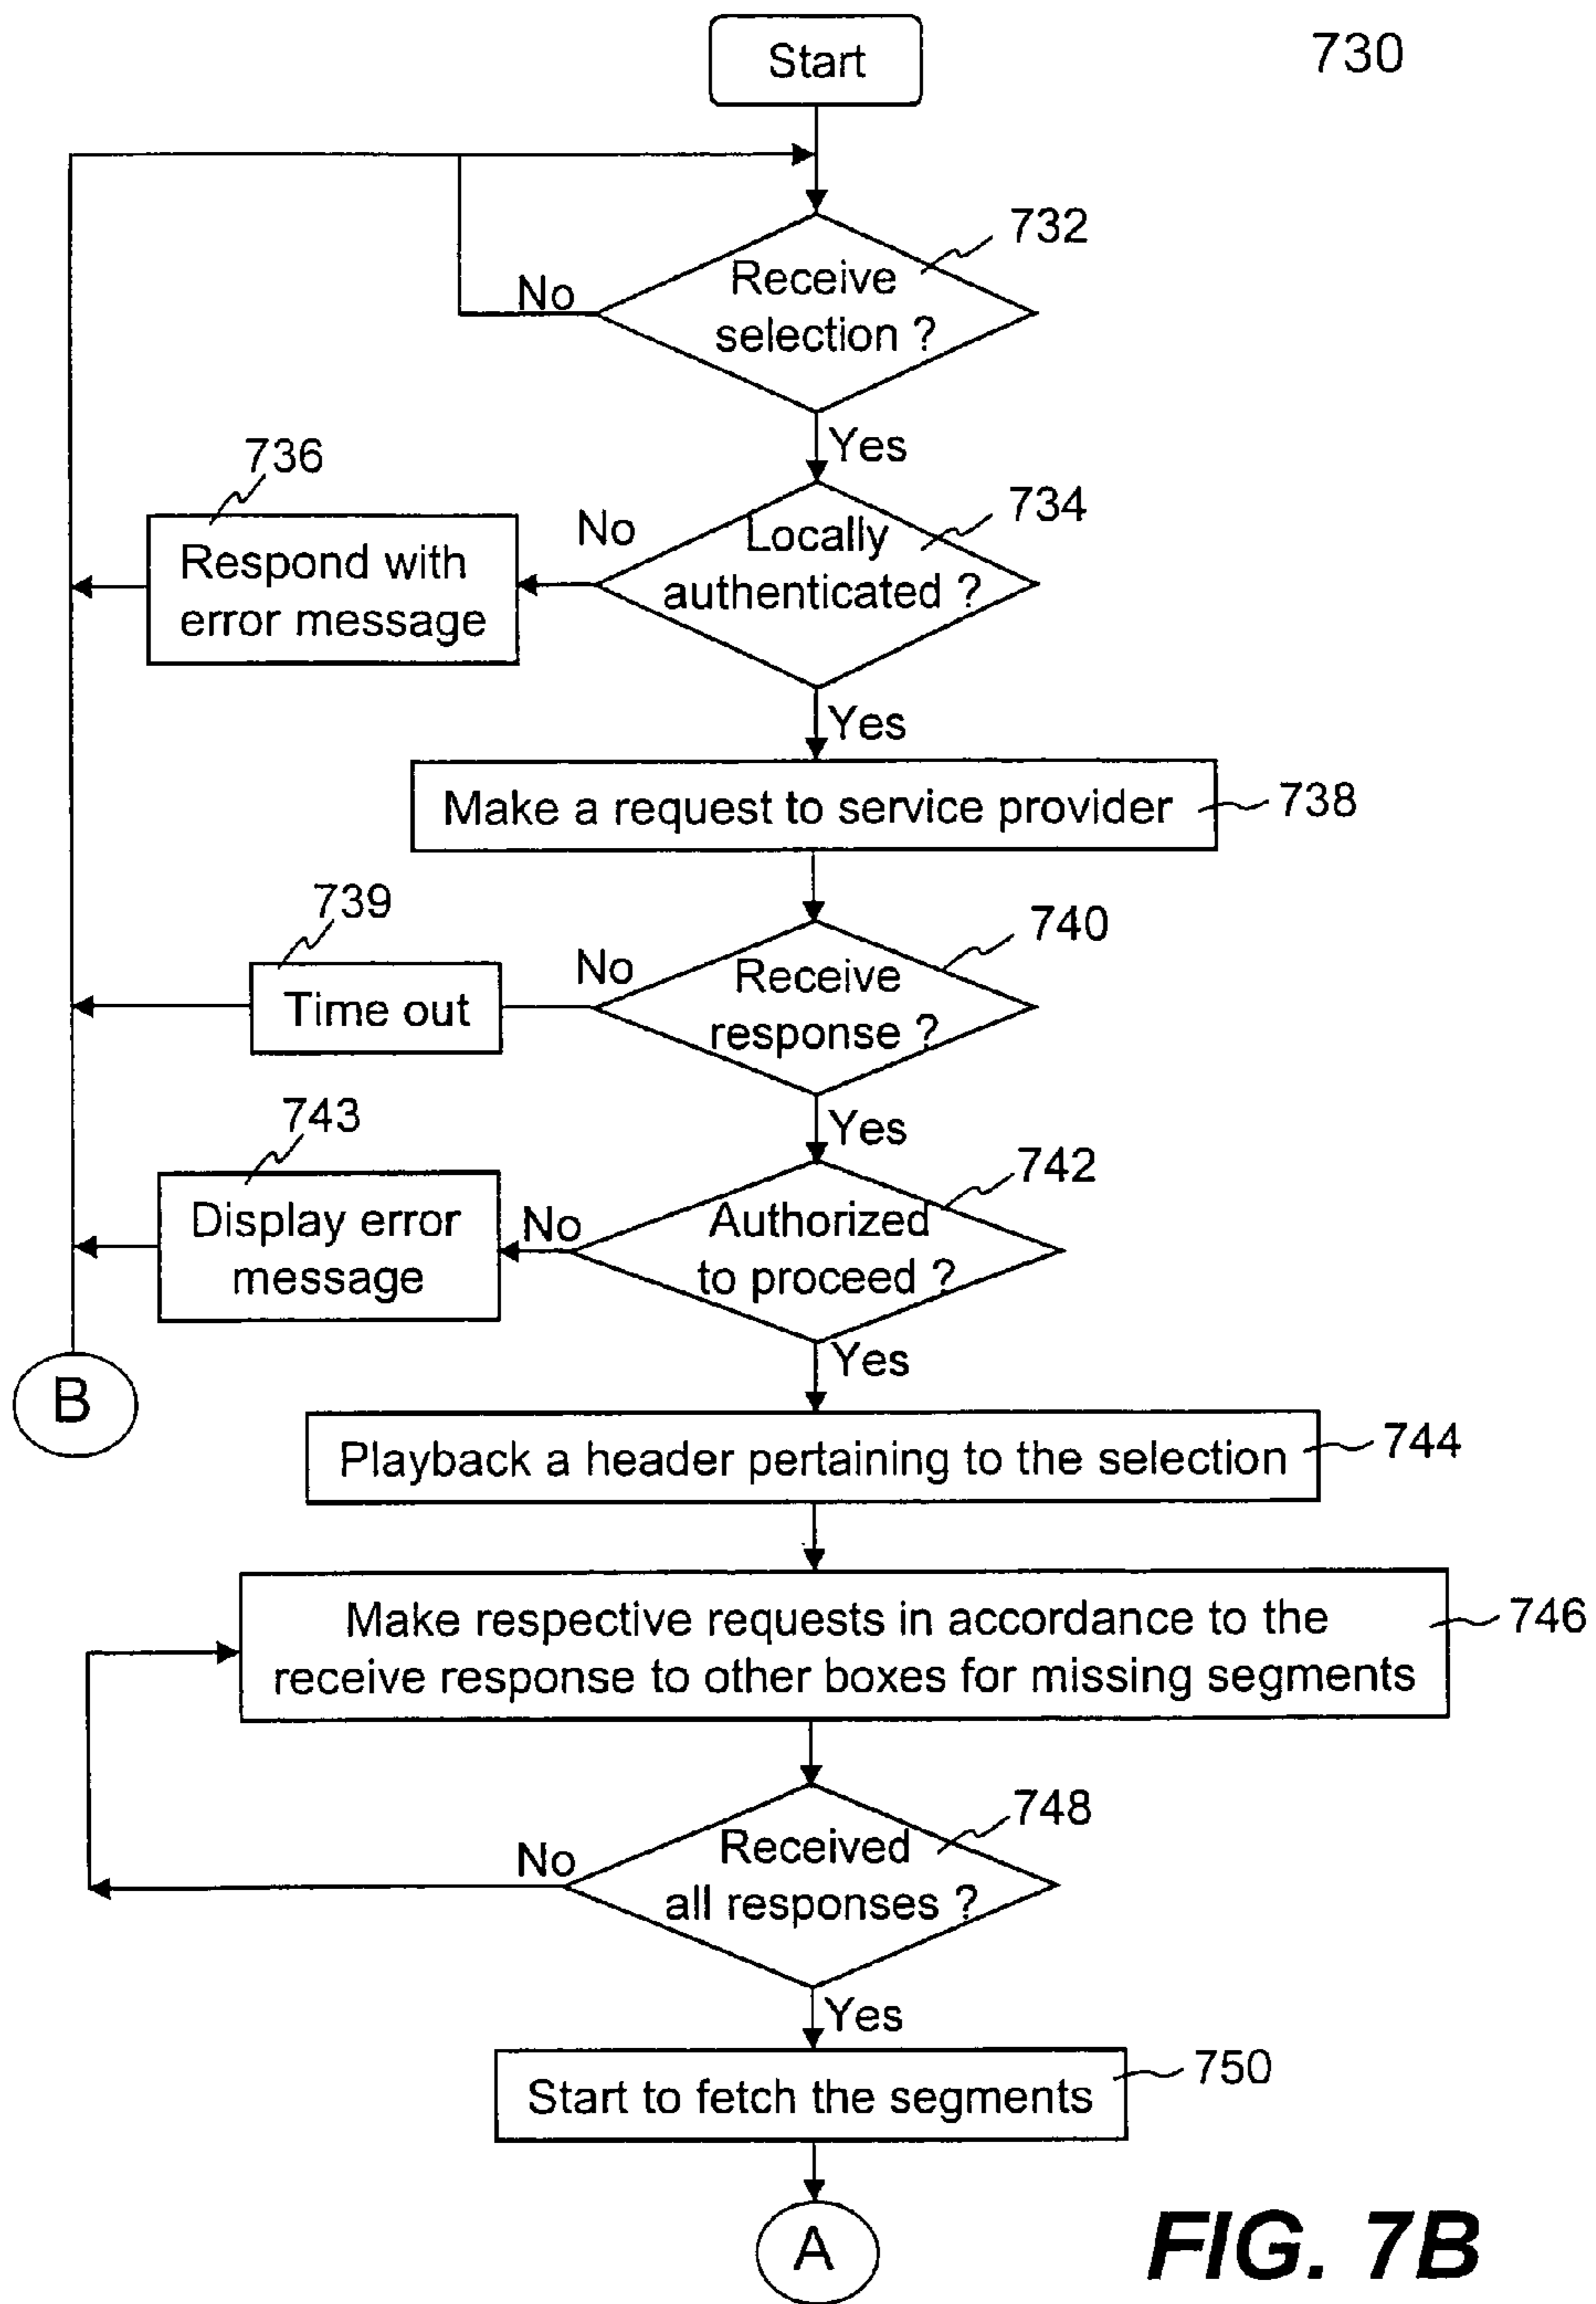 Start
730
732
Receive
selection ?
No
Yes
736
734
No
Locally
authenticated ?
Respond with
error message
Yes
Make a request to service provider
738
739
740
No
Receive
response ?
Time out
Yes
743
742
Display error
message
No
Authorized
to proceed ?
Yes
B
Playback a header pertaining to the selection
744
Make respective requests in accordance to the
receive response to other boxes for missing segments
746
748
No
Received
all responses ?
Yes
750
Start to fetch the segments
A
FIG. 7B